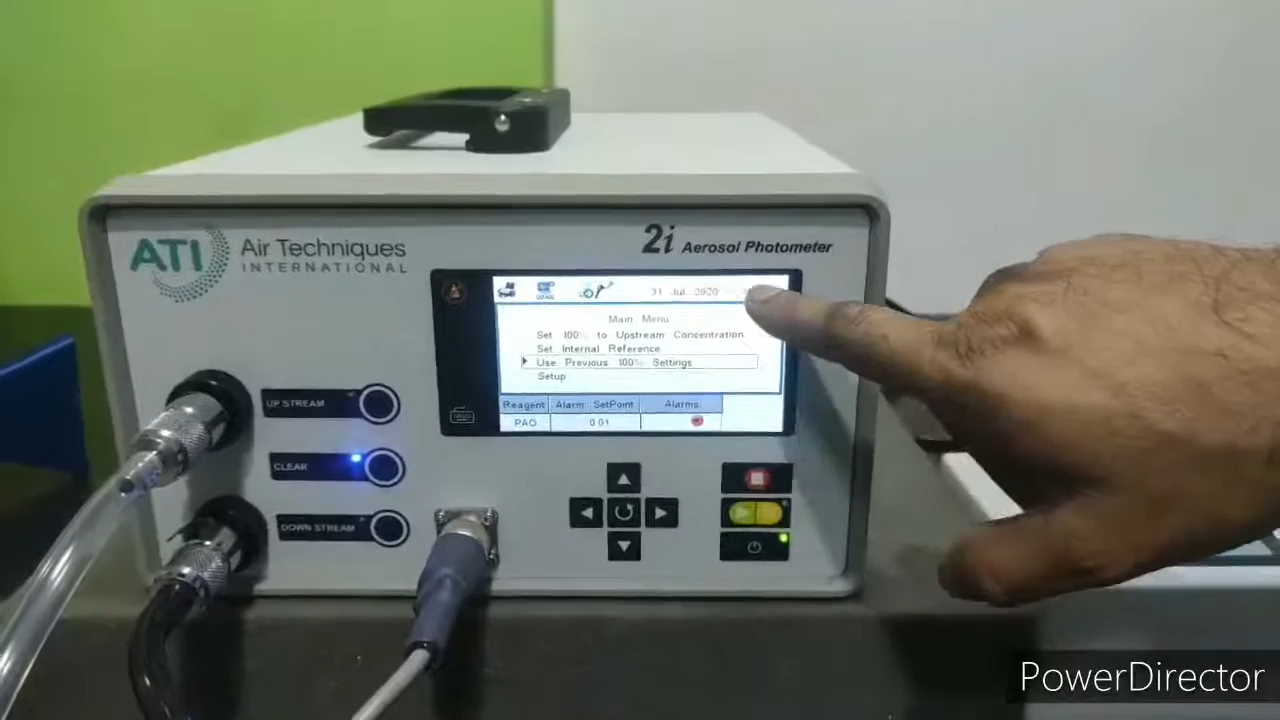 ATI Air Techniques
INTERNATIONAL
2i Aerosol Photometer
31 Jul 2020
Main Menu
Set 100% to Upstream Concentration
Set Internal Reference
Use Previous 100% Settings
Setup
Reagent Alarm SetPoint Alarms
PAO 0.01
UP STREAM
CLEAR
DOWN STREAM
PowerDirector